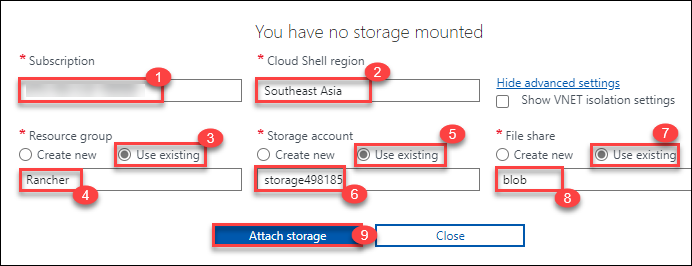 You have no storage mounted
* Subscription
1
* Cloud Shell region
2
Southeast Asia
Hide advanced settings
Show VNET isolation settings
* Resource group
3
Create new Use existing
Rancher
4
* Storage account
5
Create new Use existing
storage498185
6
* File share
7
Create new Use existing
blob
8
Attach storage
9
Close